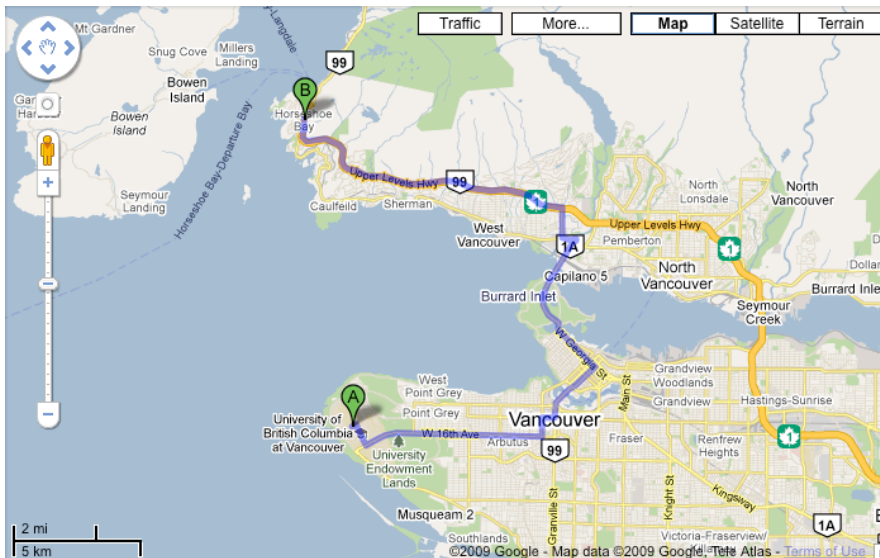 Traffic
More...
Map
Satellite
Terrain
Mt Gardner
Snug Cove
Millers
Landing
Bowen
Island
Bowen
Island
Seymour
Landing
y-Langdale
99
B
Horseshoe
Bay
Horseshoe Bay-Departure Bay
Upper Levels Hwy
99
1
Caulfeild
Sherman
West
Vancouver
1A
Upper Levels Hwy
Pemberton
North
Lonsdale
North
Vancouver
1
Capilano 5
North
Vancouver
Burrard Inlet
Seymour
Creek
Burrard Inlet
W Georgia St
A
West
Point Grey
Point Grey
University of
British Columbia
at Vancouver
W 16th Ave
Arbutus
University
Endowment
Lands
Vancouver
99
Main St
Grandview
Woodlands
Grandview
Hastings-Sunrise
Fraser
Renfrew
Heights
1
Kingsway
Granville St
Knight St
Musqueam 2
Southlands
Victoria-Fraserview/
1A
2 mi
5 km
©2009 Google - Map data ©2009 Google, Tele Atlas - Terms of Use